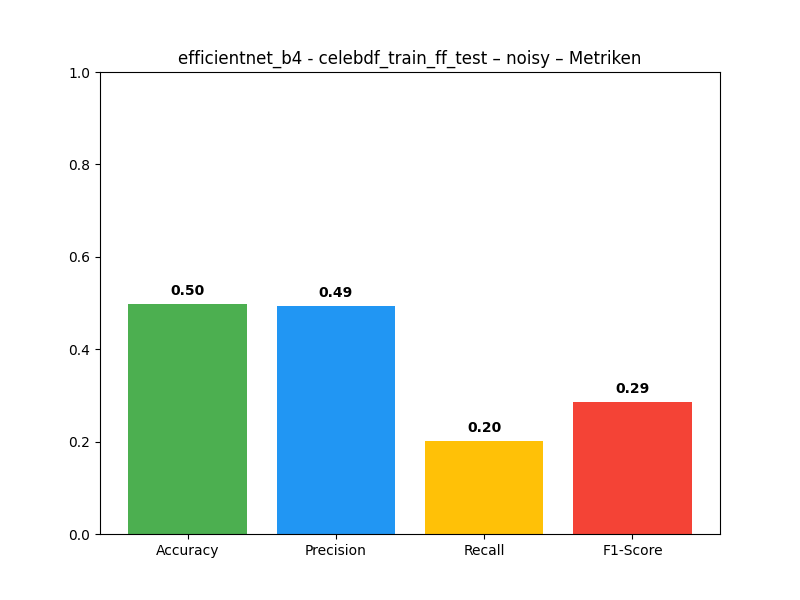 efficientnet_b4 - celebdf_train_ff_test – noisy – Metriken
1.0
0.8
0.6
0.4
0.2
0.0
0.50
0.49
0.20
0.29
Accuracy
Precision
Recall
F1-Score